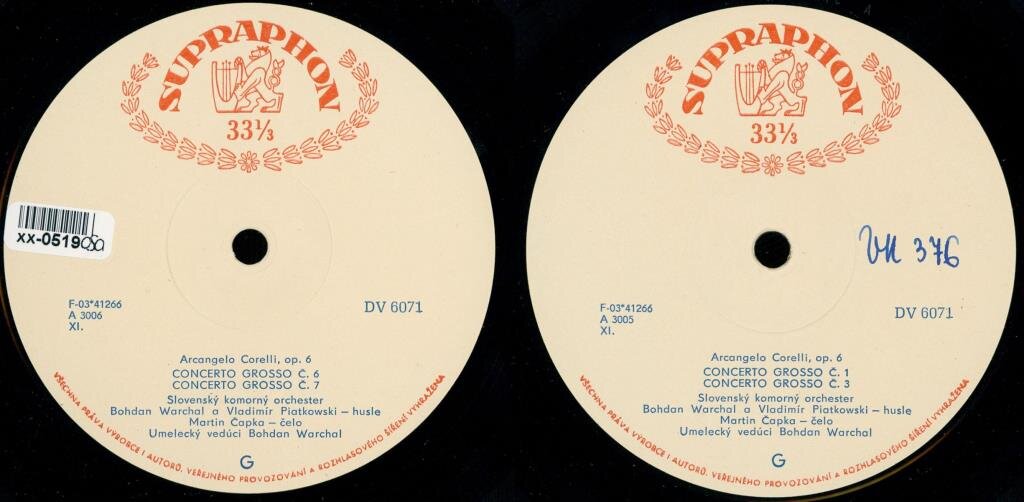 SUPRAPHON
33⅓
xx-0519
F-03*41266
A 3006
XI.
DV 6071
Arcangelo Corelli, op. 6
CONCERTO GROSSO Č. 6
CONCERTO GROSSO Č. 7
Slovenský komorný orchester
Bohdan Warchal a Vladimír Piatkowski – husle
Martin Čapka – čelo
Umelecký vedúci Bohdan Warchal
G
VŠECHNA PRÁVA VÝROBCE I AUTORŮ, VEŘEJNÉHO PROVOZOVÁNÍ A ROZHLASOVÉHO ŠÍŘENÍ VYHRAŽENA
SUPRAPHON
33⅓
VK 376
F-03*41266
A 3005
XI.
DV 6071
Arcangelo Corelli, op. 6
CONCERTO GROSSO Č. 1
CONCERTO GROSSO Č. 3
Slovenský komorný orchester
Bohdan Warchal a Vladimír Piatkowski – husle
Martin Čapka – čelo
Umelecký vedúci Bohdan Warchal
G
VŠECHNA PRÁVA VÝROBCE I AUTORŮ, VEŘEJNÉHO PROVOZOVÁNÍ A ROZHLASOVÉHO ŠÍŘENÍ VYHRAŽENA